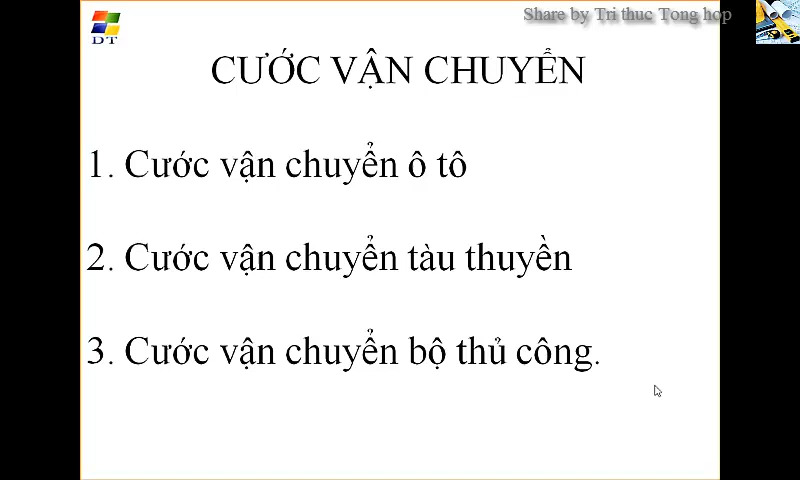 Share by Tri thuc Tong hop
DT
CƯỚC VẬN CHUYỂN
1. Cước vận chuyển ô tô
2. Cước vận chuyển tàu thuyền
3. Cước vận chuyển bộ thủ công.